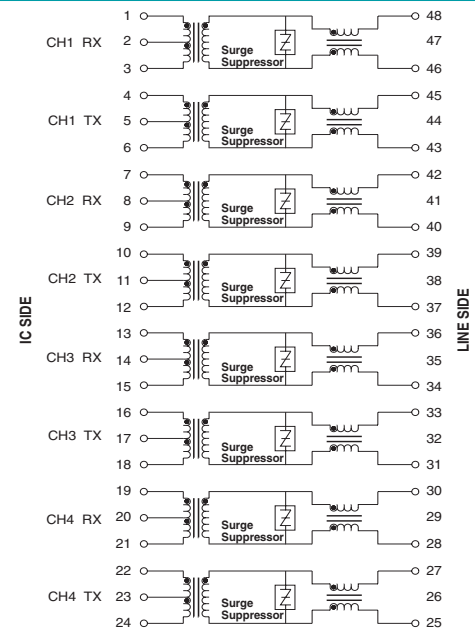 1 48
CH1 RX 2 47
3 Surge Suppressor 46
4 45
CH1 TX 5 44
6 Surge Suppressor 43
7 42
CH2 RX 8 41
9 Surge Suppressor 40
10 39
CH2 TX 11 38
12 Surge Suppressor 37
IC SIDE
LINE SIDE
13 36
CH3 RX 14 35
15 Surge Suppressor 34
16 33
CH3 TX 17 32
18 Surge Suppressor 31
19 30
CH4 RX 20 29
21 Surge Suppressor 28
22 27
CH4 TX 23 26
24 Surge Suppressor 25